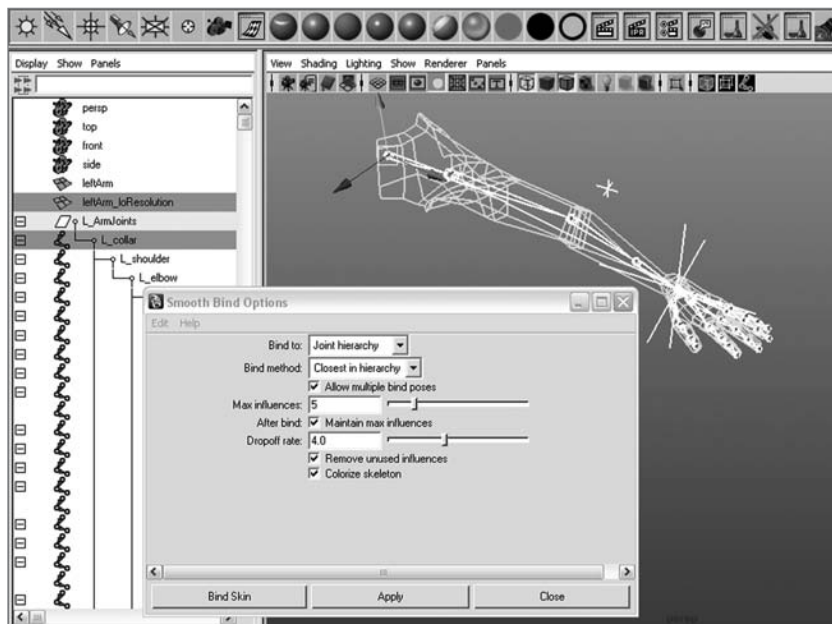 IPR
Display Show Panels
View Shading Lighting Show Renderer Panels
persp
top
front
side
leftArm
leftArm_loResolution
L_ArmJoints
L_collar
L_shoulder
L_elbow
Smooth Bind Options
Edit Help
Bind to: Joint hierarchy
Bind method: Closest in hierarchy
Allow multiple bind poses
Max influences: 5
After bind: Maintain max influences
Dropoff rate: 4.0
Remove unused influences
Colorize skeleton
Bind Skin Apply Close
persp